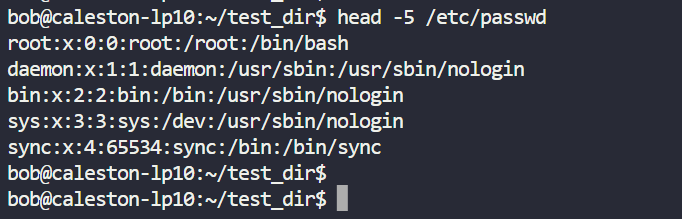 bob@caleston-lp10:~/test_dir$ head -5 /etc/passwd
root:x:0:0:root:/root:/bin/bash
daemon:x:1:1:daemon:/usr/sbin:/usr/sbin/nologin
bin:x:2:2:bin:/bin:/usr/sbin/nologin
sys:x:3:3:sys:/dev:/usr/sbin/nologin
sync:x:4:65534:sync:/bin:/bin/sync
bob@caleston-lp10:~/test_dir$
bob@caleston-lp10:~/test_dir$